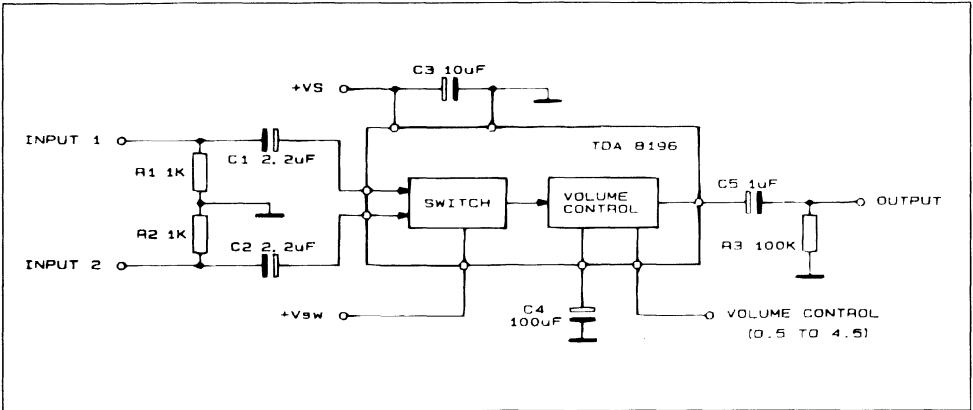 C3 10uF
+VS
INPUT 1
TDA 8196
C1 2.2uF
R1 1K
C5 1uF
SWITCH
VOLUME
CONTROL
OUTPUT
R2 1K
C2 2.2uF
R3 100K
INPUT 2
C4
100uF
+Vsw
VOLUME CONTROL
(0.5 TO 4.5)